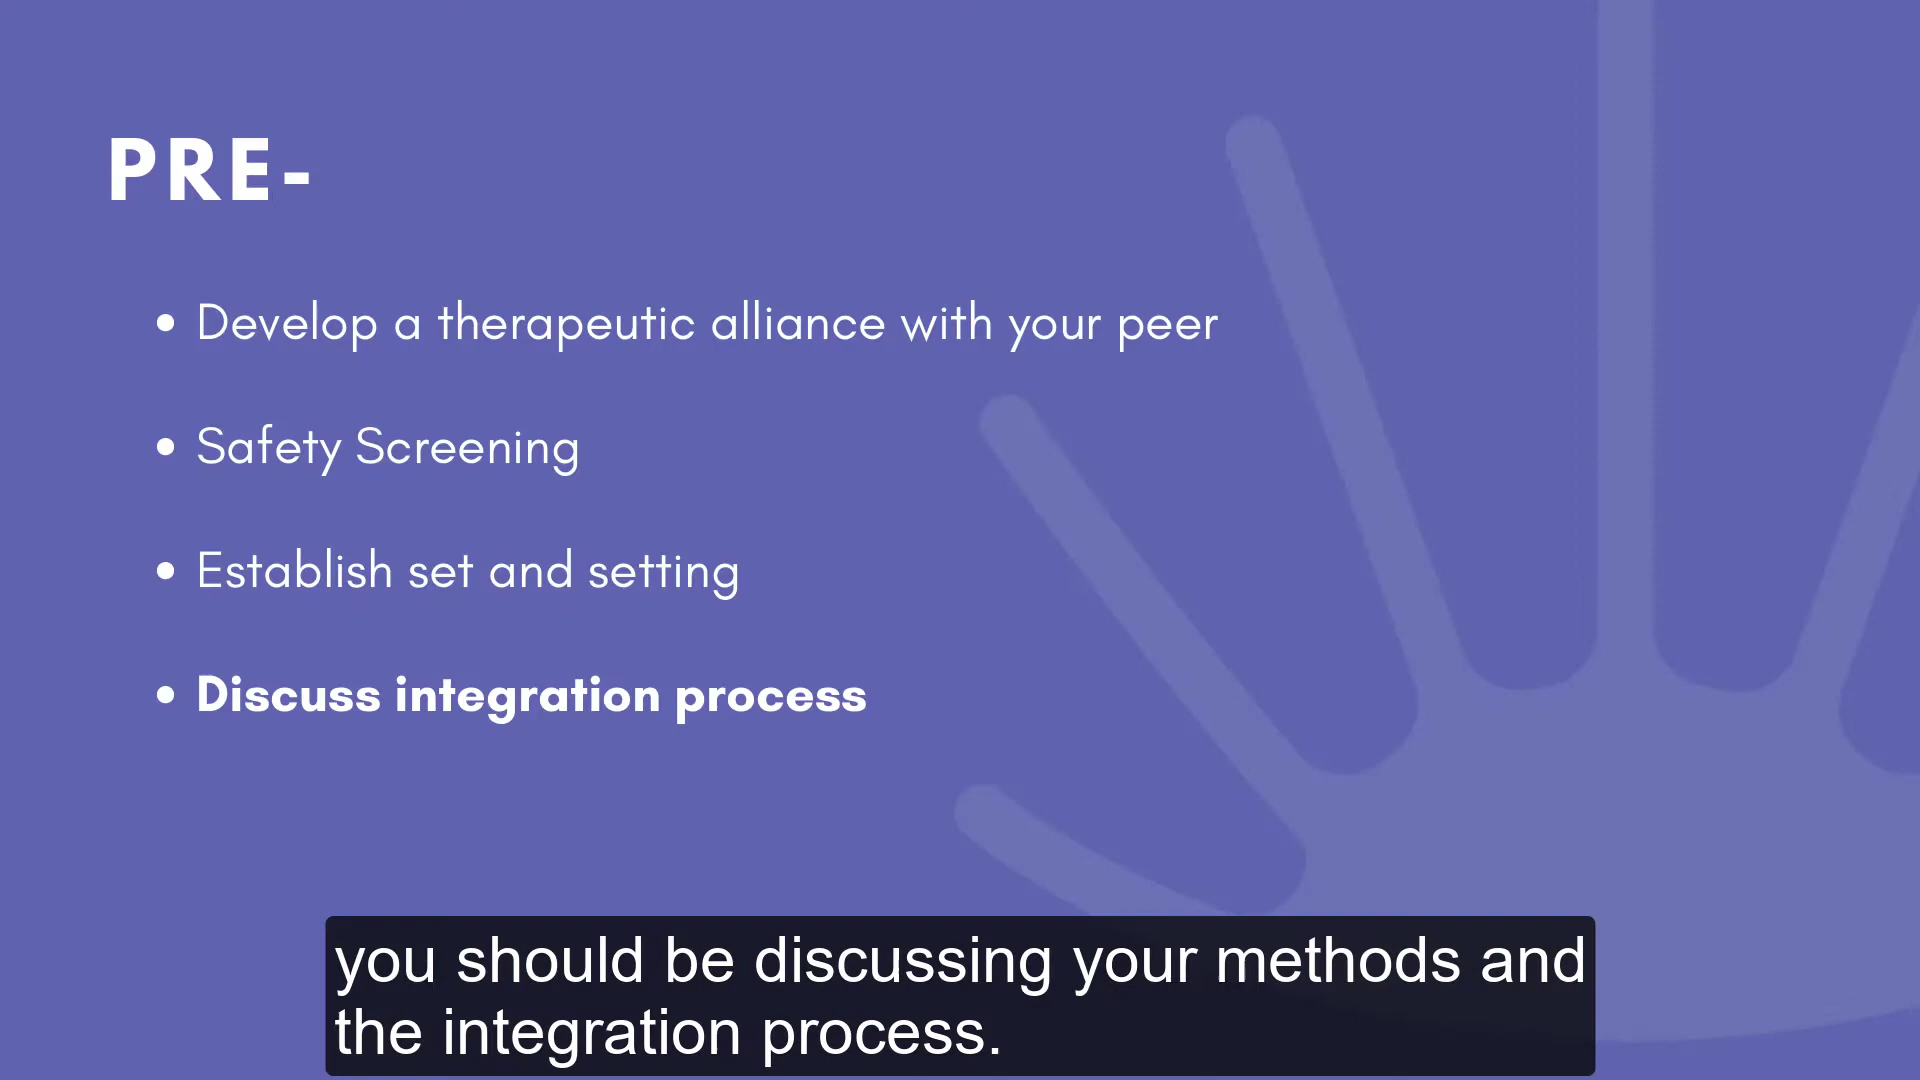 PRE-
• Develop a therapeutic alliance with your peer
• Safety Screening
• Establish set and setting
• Discuss integration process
you should be discussing your methods and
the integration process.